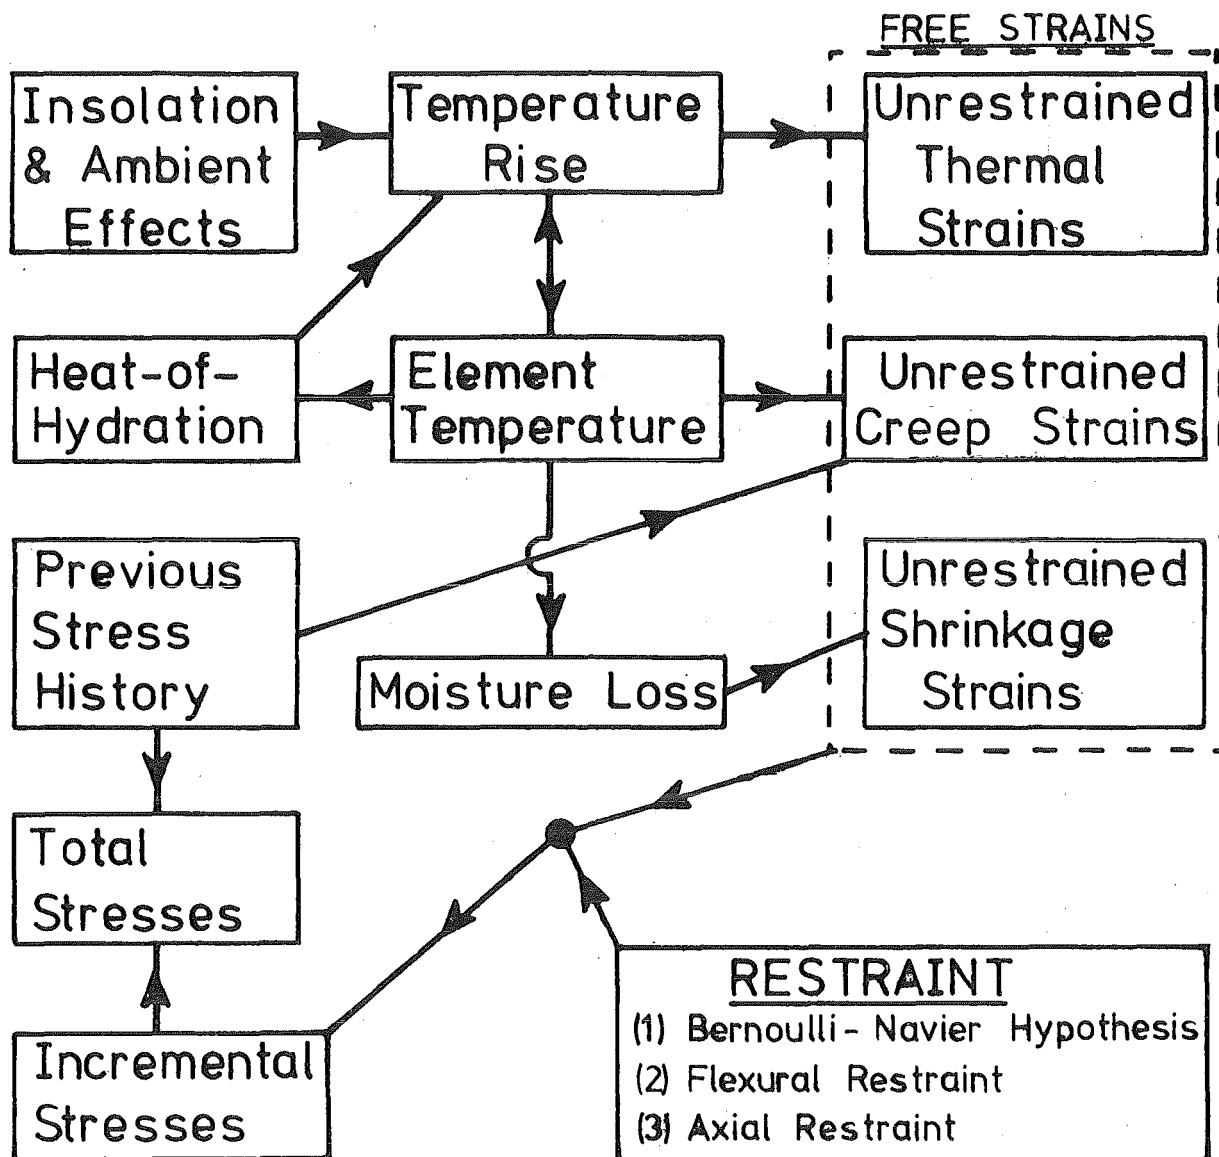 FREE STRAINS
Insolation
& Ambient
Effects
Temperature
Rise
Unrestrained
Thermal
Strains
Heat-of-
Hydration
Element
Temperature
Unrestrained
Creep Strains
Previous
Stress
History
Moisture Loss
Unrestrained
Shrinkage
Strains
Total
Stresses
Incremental
Stresses
RESTRAINT
(1) Bernoulli-Navier Hypothesis
(2) Flexural Restraint
(3) Axial Restraint